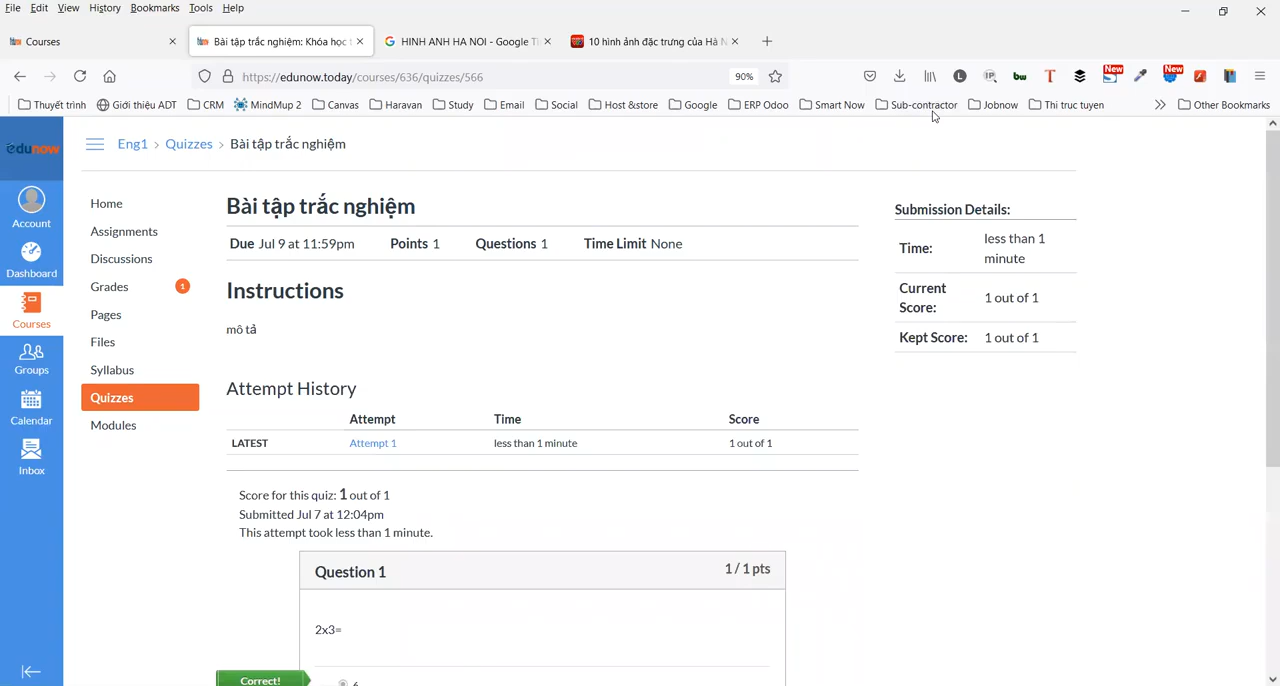 File Edit View History Bookmarks Tools Help
Courses
Bài tập trắc nghiệm: Khóa học t
HINH ANH HA NOI - Google Tì
10 hình ảnh đặc trưng của Hà N
https://edunow.today/courses/636/quizzes/566
90%
New
New
Thuyết trình Giới thiệu ADT CRM MindMup 2 Canvas Haravan Study Email Social Host &store Google ERP Odoo Smart Now Sub-contractor Jobnow Thi truc tuyen Other Bookmarks
edunow
Account
Dashboard
Courses
Groups
Calendar
Inbox
Eng1 > Quizzes > Bài tập trắc nghiệm
Home
Assignments
Discussions
Grades 1
Pages
Files
Syllabus
Quizzes
Modules
Bài tập trắc nghiệm
Due Jul 9 at 11:59pm Points 1 Questions 1 Time Limit None
Instructions
mô tả
Attempt History
Attempt Time Score
LATEST Attempt 1 less than 1 minute 1 out of 1
Score for this quiz: 1 out of 1
Submitted Jul 7 at 12:04pm
This attempt took less than 1 minute.
Question 1 1 / 1 pts
2x3=
Correct! 6
Submission Details:
Time: less than 1
minute
Current
Score: 1 out of 1
Kept Score: 1 out of 1